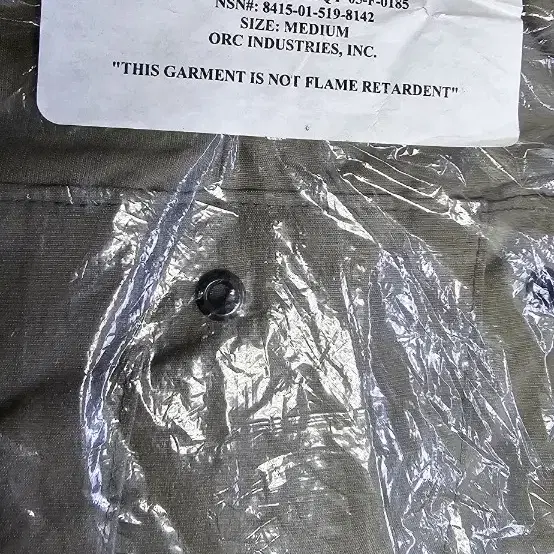 NSN#: 8415-01-519-8142
SIZE: MEDIUM
ORC INDUSTRIES, INC.
"THIS GARMENT IS NOT FLAME RETARDENT"